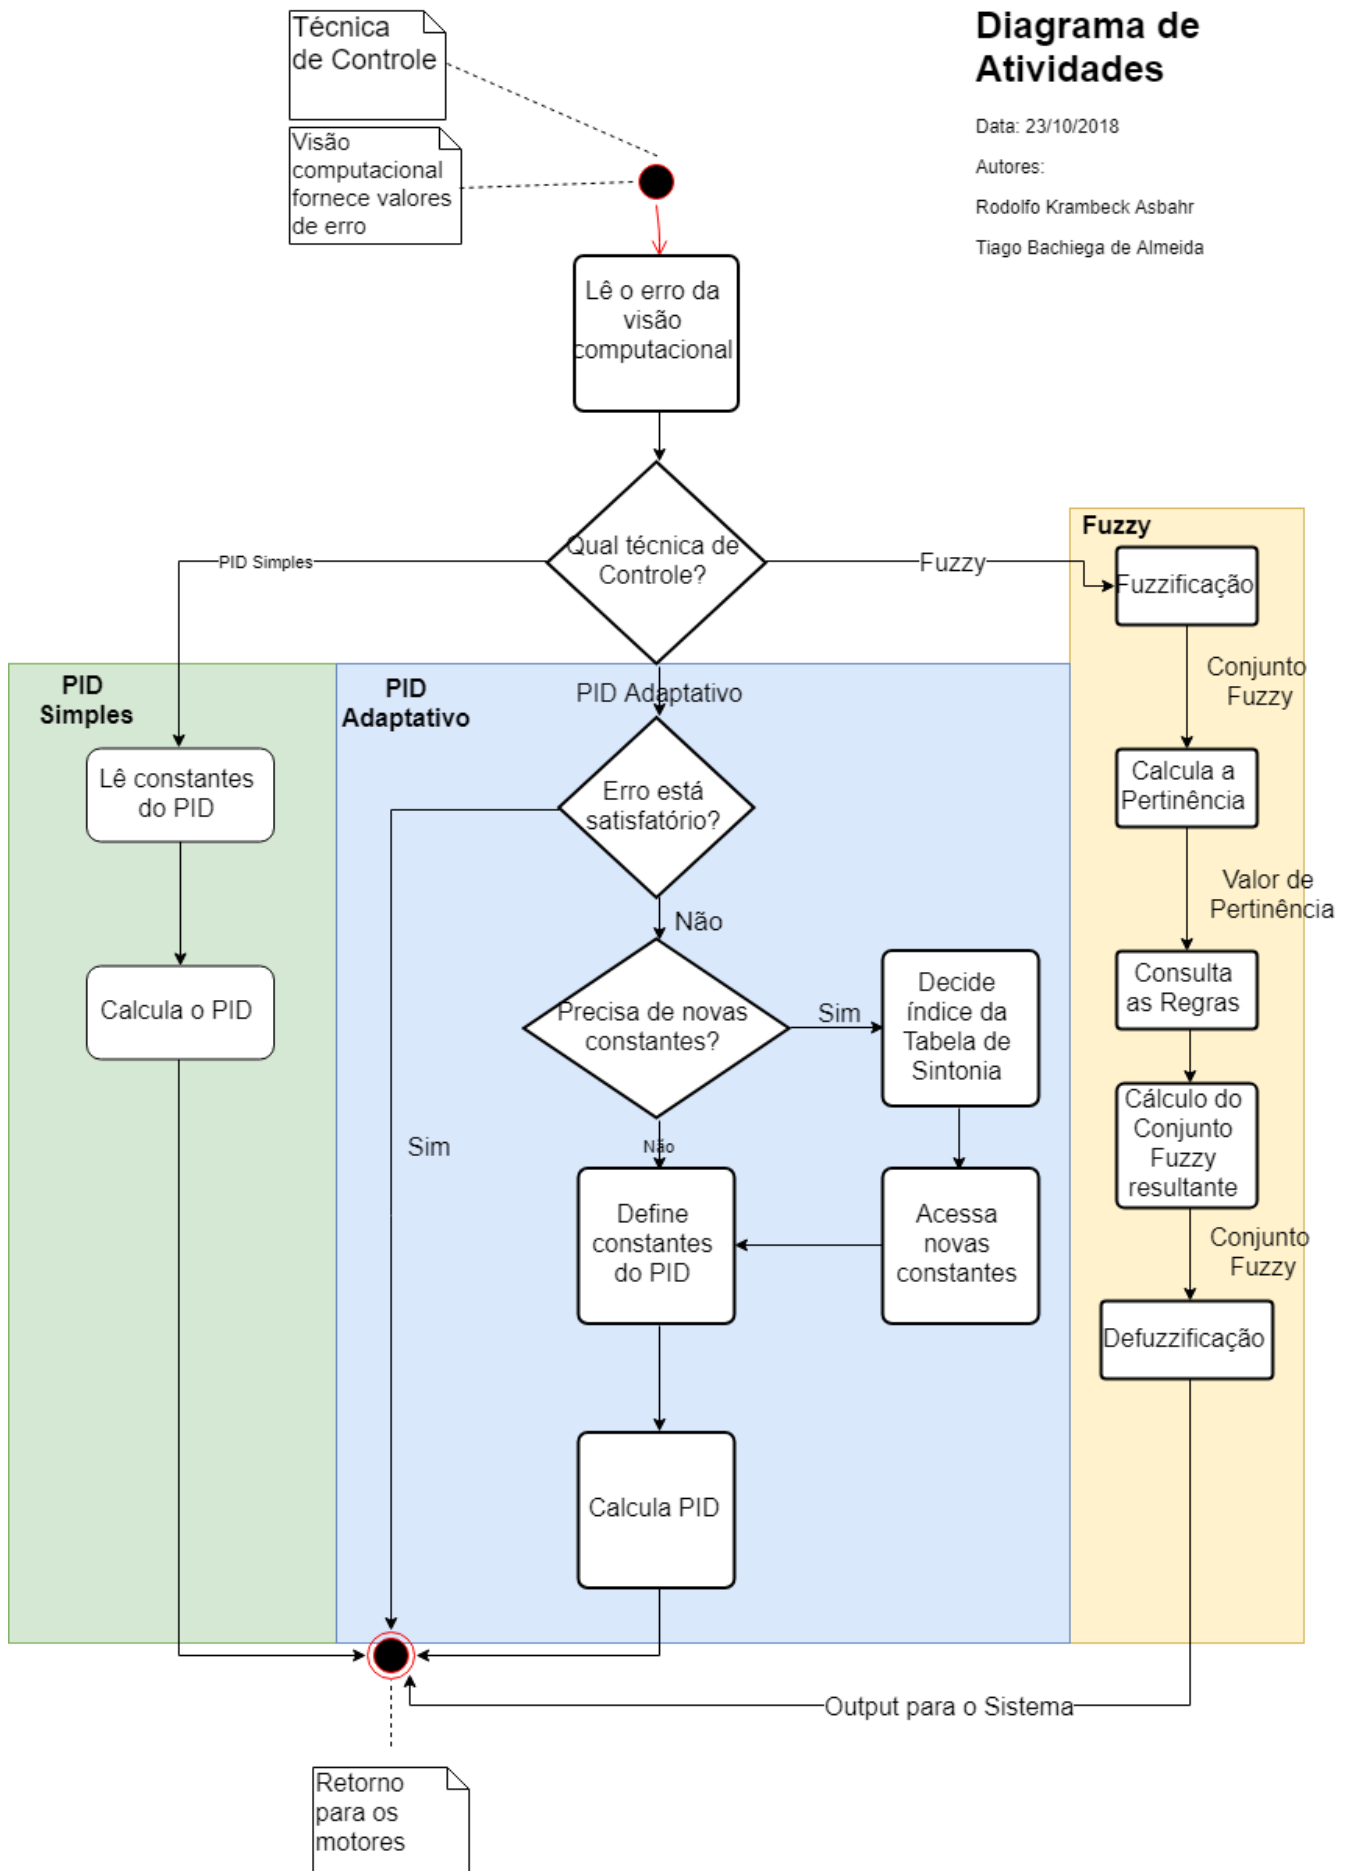 Técnica
de Controle
Diagrama de
Atividades
Data: 23/10/2018
Autores:
Rodolfo Krambeck Asbahr
Tiago Bachiega de Almeida
Visão
computacional
fornece valores
de erro
Lê o erro da
visão
computacional
Qual técnica de
Controle?
PID Simples
Fuzzy
PID Adaptativo
PID
Simples
Lê constantes
do PID
Calcula o PID
PID
Adaptativo
Erro está
satisfatório?
Sim
Não
Precisa de novas
constantes?
Sim
Decide
índice da
Tabela de
Sintonia
Não
Define
constantes
do PID
Acessa
novas
constantes
Calcula PID
Fuzzy
Fuzzificação
Conjunto
Fuzzy
Calcula a
Pertinência
Valor de
Pertinência
Consulta
as Regras
Cálculo do
Conjunto
Fuzzy
resultante
Conjunto
Fuzzy
Defuzzificação
Output para o Sistema
Retorno
para os
motores